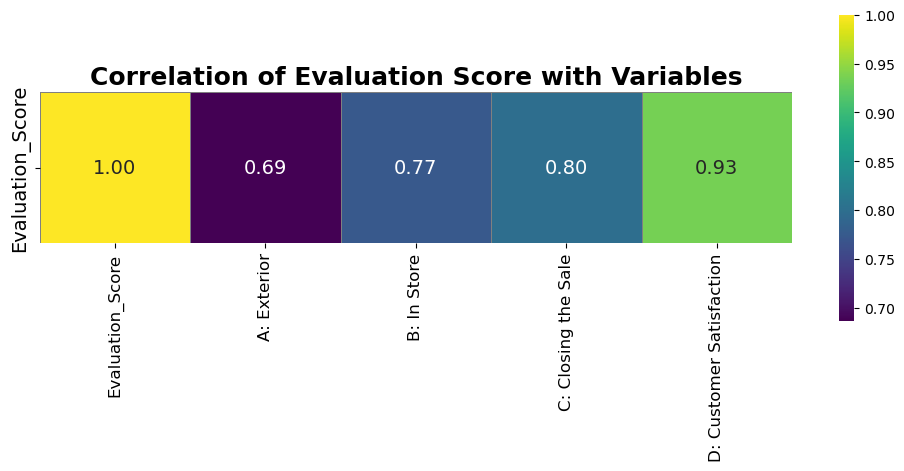 Correlation of Evaluation Score with Variables
Evaluation_Score
1.00
0.69
0.77
0.80
0.93
Evaluation_Score
A: Exterior
B: In Store
C: Closing the Sale
D: Customer Satisfaction
1.00
0.95
0.90
0.85
0.80
0.75
0.70